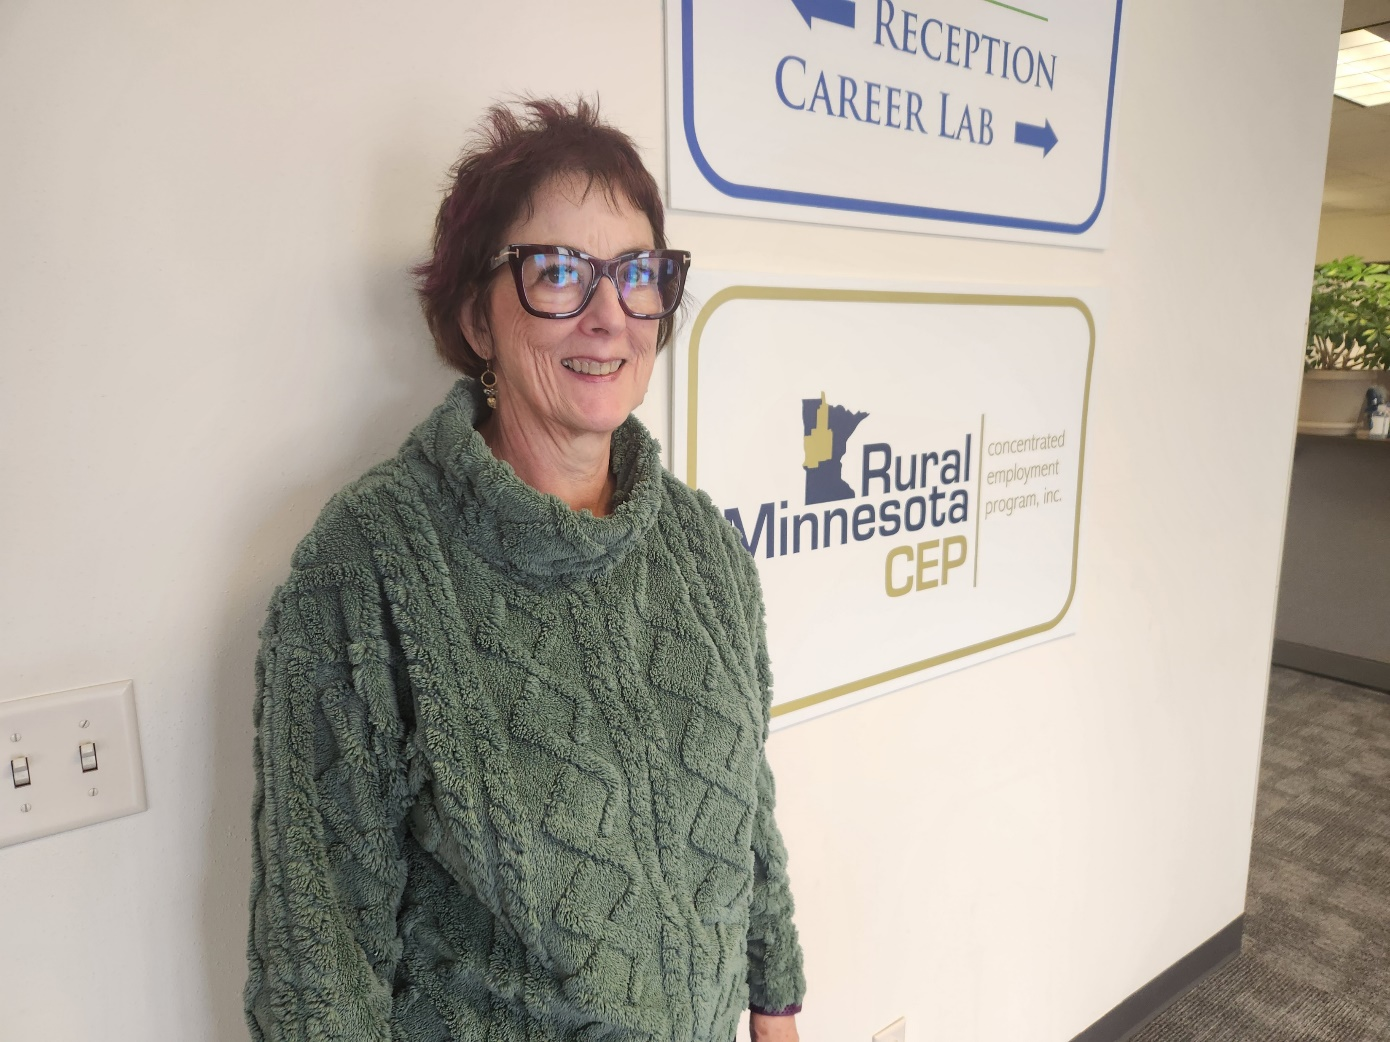 RECEPTION
CAREER LAB
Rural
Minnesota
CEP
concentrated
employment
program, inc.